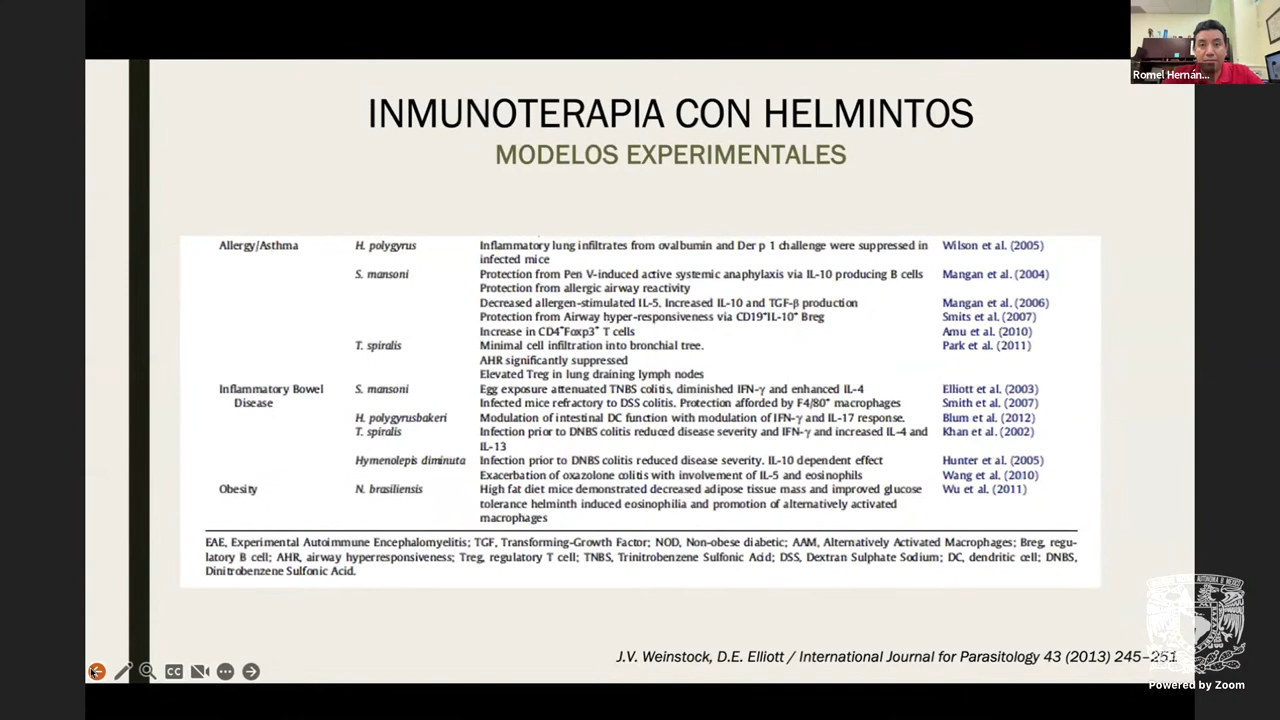 Romel Hernán...
INMUNOTERAPIA CON HELMINTOS
MODELOS EXPERIMENTALES
Allergy/Asthma H. polygyrus Inflammatory lung infiltrates from ovalbumin and Der p 1 challenge were suppressed in Wilson et al. (2005)
infected mice
S. mansoni Protection from Pen V-induced active systemic anaphylaxis via IL-10 producing B cells Mangan et al. (2004)
Protection from allergic airway reactivity
Decreased allergen-stimulated IL-5. Increased IL-10 and TGF-β production Mangan et al. (2006)
Protection from Airway hyper-responsiveness via CD19⁺IL-10⁺ Breg Smits et al. (2007)
Increase in CD4⁺Foxp3⁺ T cells Amu et al. (2010)
T. spiralis Minimal cell infiltration into bronchial tree. Park et al. (2011)
AHR significantly suppressed
Elevated Treg in lung draining lymph nodes
Inflammatory Bowel S. mansoni Egg exposure attenuated TNBS colitis, diminished IFN-γ and enhanced IL-4 Elliott et al. (2003)
Disease Infected mice refractory to DSS colitis. Protection afforded by F4/80⁺ macrophages Smith et al. (2007)
H. polygyrusbakeri Modulation of intestinal DC function with modulation of IFN-γ and IL-17 response. Blum et al. (2012)
T. spiralis Infection prior to DNBS colitis reduced disease severity and IFN-γ and increased IL-4 and Khan et al. (2002)
IL-13
Hymenolepis diminuta Infection prior to DNBS colitis reduced disease severity. IL-10 dependent effect Hunter et al. (2005)
Exacerbation of oxazolone colitis with involvement of IL-5 and eosinophils Wang et al. (2010)
Obesity N. brasiliensis High fat diet mice demonstrated decreased adipose tissue mass and improved glucose Wu et al. (2011)
tolerance helminth induced eosinophilia and promotion of alternatively activated
macrophages
EAE, Experimental Autoimmune Encephalomyelitis; TGF, Transforming-Growth Factor; NOD, Non-obese diabetic; AAM, Alternatively Activated Macrophages; Breg, regu-
latory B cell; AHR, airway hyperresponsiveness; Treg, regulatory T cell; TNBS, Trinitrobenzene Sulfonic Acid; DSS, Dextran Sulphate Sodium; DC, dendritic cell; DNBS,
Dinitrobenzene Sulfonic Acid.
J.V. Weinstock, D.E. Elliott / International Journal for Parasitology 43 (2013) 245–251
CC
Powered by Zoom